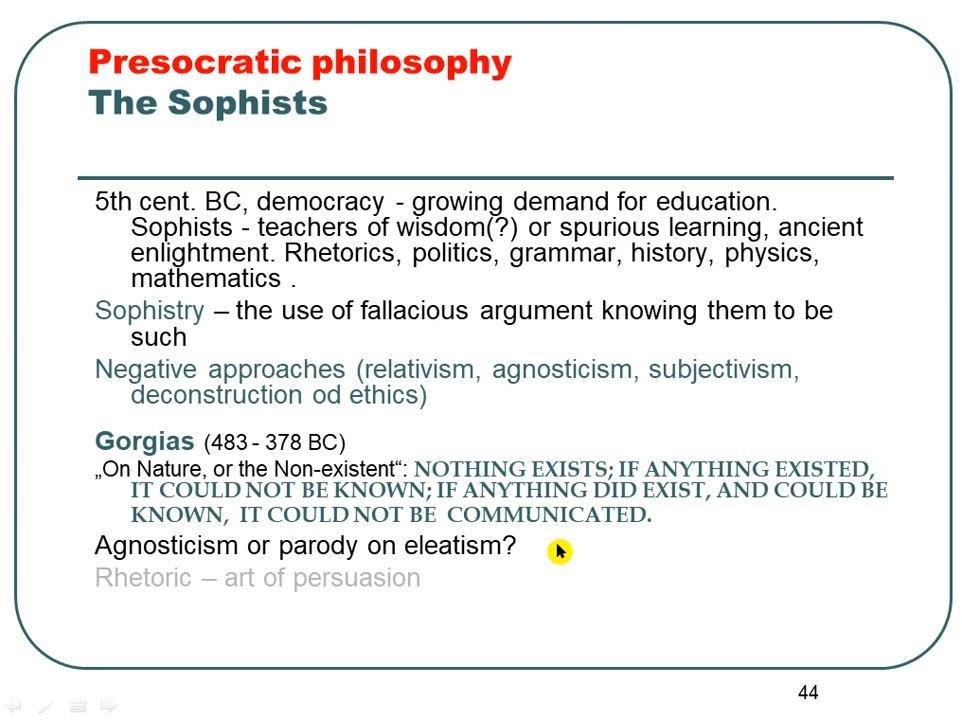 Presocratic philosophy
The Sophists
5th cent. BC, democracy - growing demand for education.
Sophists - teachers of wisdom(?) or spurious learning, ancient
enlightment. Rhetorics, politics, grammar, history, physics,
mathematics .
Sophistry – the use of fallacious argument knowing them to be
such
Negative approaches (relativism, agnosticism, subjectivism,
deconstruction od ethics)
Gorgias (483 - 378 BC)
„On Nature, or the Non-existent“: NOTHING EXISTS; IF ANYTHING EXISTED,
IT COULD NOT BE KNOWN; IF ANYTHING DID EXIST, AND COULD BE
KNOWN, IT COULD NOT BE COMMUNICATED.
Agnosticism or parody on eleatism?
Rhetoric – art of persuasion
44